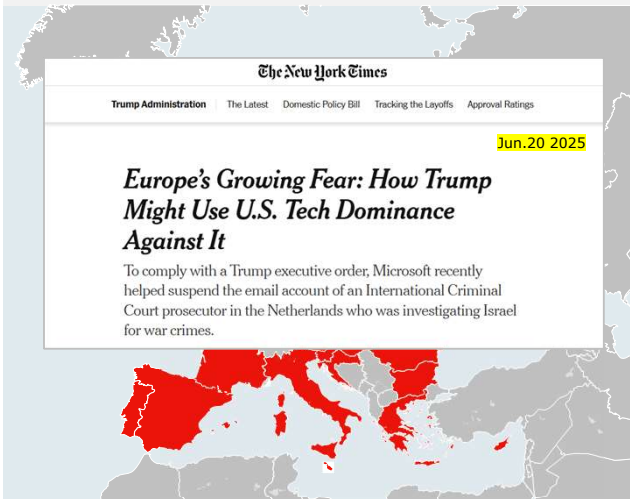 The New York Times
Trump Administration The Latest Domestic Policy Bill Tracking the Layoffs Approval Ratings
Jun.20 2025
Europe's Growing Fear: How Trump
Might Use U.S. Tech Dominance
Against It
To comply with a Trump executive order, Microsoft recently
helped suspend the email account of an International Criminal
Court prosecutor in the Netherlands who was investigating Israel
for war crimes.